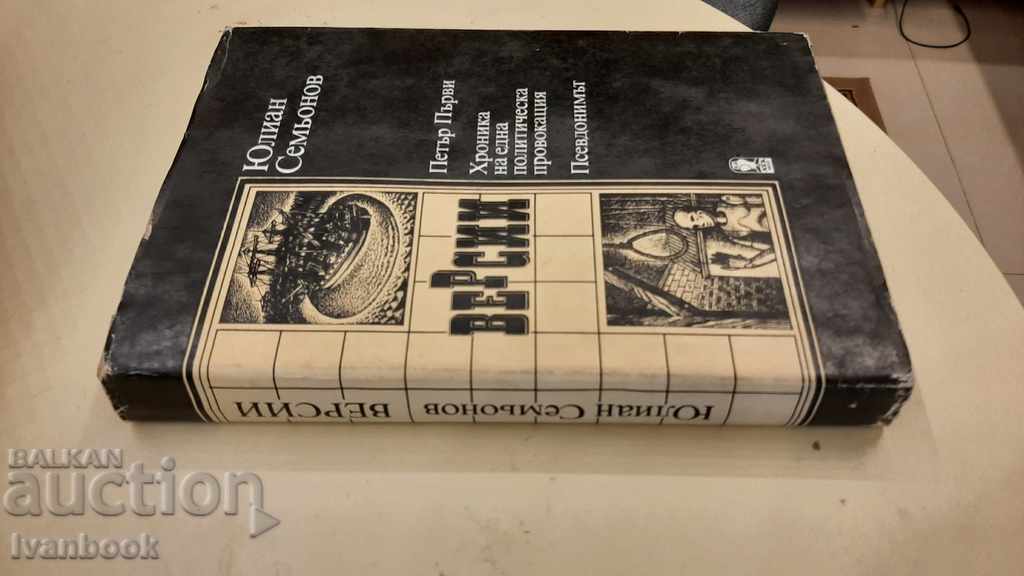 Юлиан
Семьонов
Петър Първи
Хроника
на една
политическа
провокация
Псевдонимът
ВЕРСИИ
Юлиан Семьонов
ВЕРСИИ
BALKAN
auction
Ivanbook